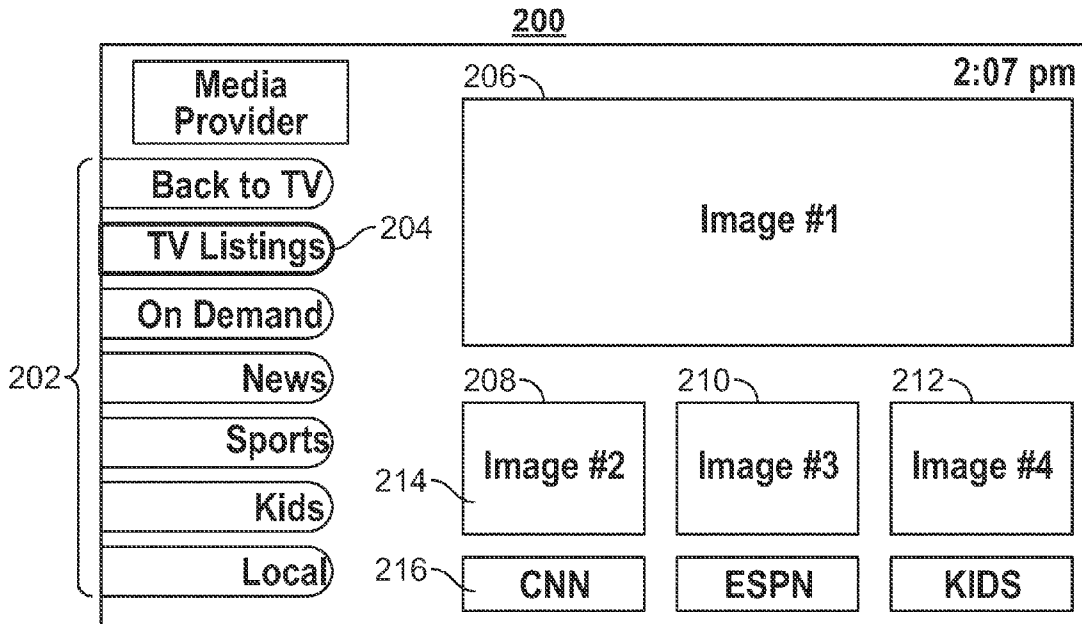 200
2:07 pm
Media
Provider
206
Back to TV
TV Listings
204
Image #1
On Demand
202
News
208
210
212
Sports
Image #2
Image #3
Image #4
214
Kids
Local
216
CNN
ESPN
KIDS